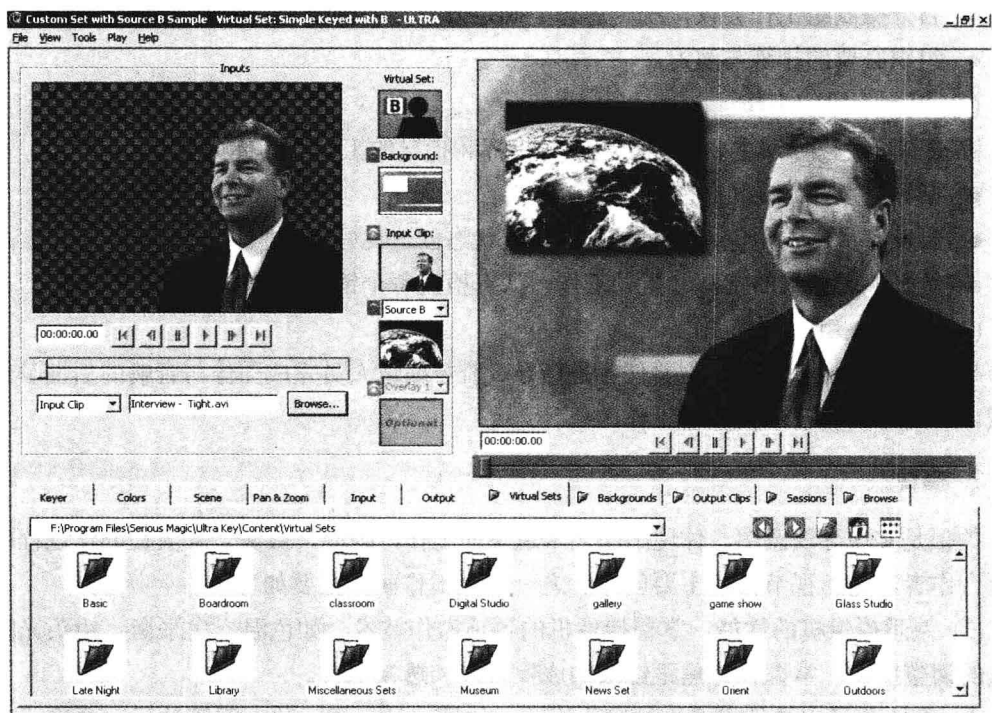 Custom Set with Source B Sample Virtual Set: Simple Keyed with B - ULTRA
File View Tools Play Help
Inputs
Virtual Set:
B
Background:
Input Clip:
Source B
Overlay 1
Optional
00:00:00.00
Input Clip
Interview - Tight.avi
Browse...
00:00:00.00
Keyer Colors Scene Pan & Zoom Input Output Virtual Sets Backgrounds Output Clips Sessions Browse
F:\Program Files\Serious Magic\Ultra Key\Content\Virtual Sets
Basic Boardroom classroom Digital Studio gallery game show Glass Studio
Late Night Library Miscellaneous Sets Museum News Set Orient Outdoors